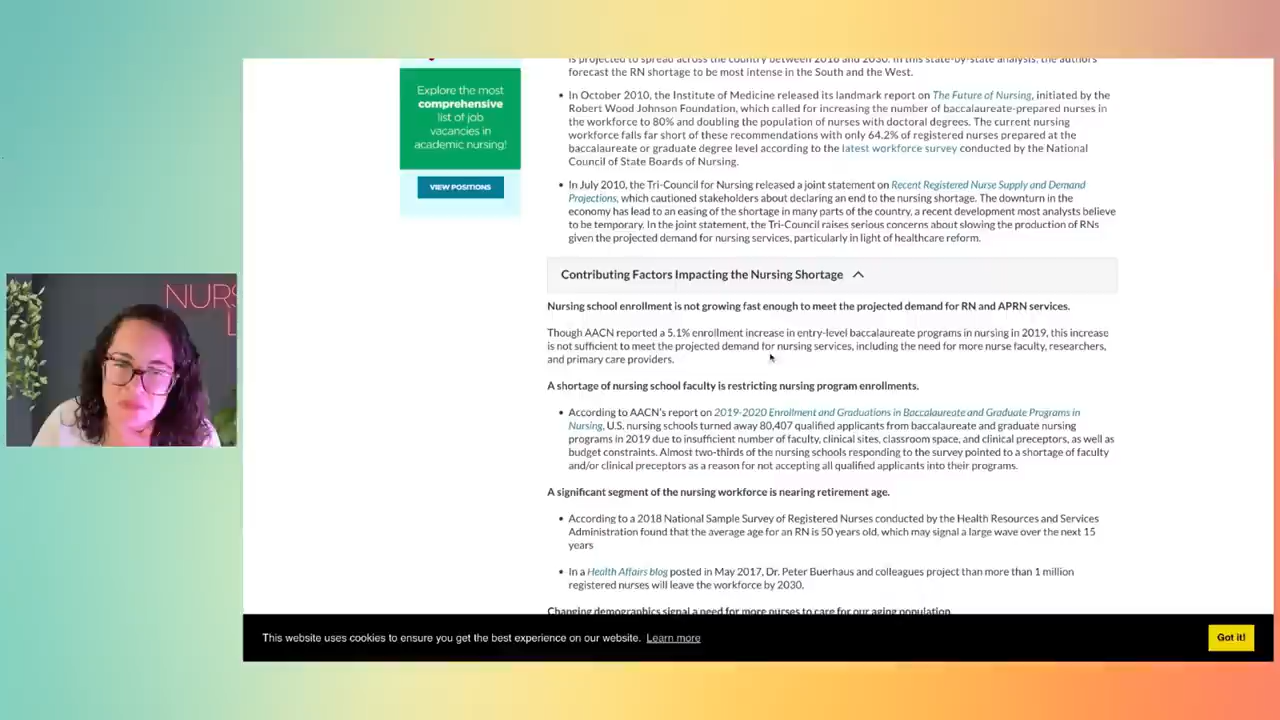 is projected to spread across the country between 2016 and 2030. In this state-by-state analysis, the authors
forecast the RN shortage to be most intense in the South and the West.
Explore the most
comprehensive
list of job
vacancies in
academic nursing!
VIEW POSITIONS
• In October 2010, the Institute of Medicine released its landmark report on The Future of Nursing, initiated by the
Robert Wood Johnson Foundation, which called for increasing the number of baccalaureate-prepared nurses in
the workforce to 80% and doubling the population of nurses with doctoral degrees. The current nursing
workforce falls far short of these recommendations with only 64.2% of registered nurses prepared at the
baccalaureate or graduate degree level according to the latest workforce survey conducted by the National
Council of State Boards of Nursing.
• In July 2010, the Tri-Council for Nursing released a joint statement on Recent Registered Nurse Supply and Demand
Projections, which cautioned stakeholders about declaring an end to the nursing shortage. The downturn in the
economy has lead to an easing of the shortage in many parts of the country, a recent development most analysts believe
to be temporary. In the joint statement, the Tri-Council raises serious concerns about slowing the production of RNs
given the projected demand for nursing services, particularly in light of healthcare reform.
Contributing Factors Impacting the Nursing Shortage
Nursing school enrollment is not growing fast enough to meet the projected demand for RN and APRN services.
Though AACN reported a 5.1% enrollment increase in entry-level baccalaureate programs in nursing in 2019, this increase
is not sufficient to meet the projected demand for nursing services, including the need for more nurse faculty, researchers,
and primary care providers.
A shortage of nursing school faculty is restricting nursing program enrollments.
• According to AACN's report on 2019-2020 Enrollment and Graduations in Baccalaureate and Graduate Programs in
Nursing, U.S. nursing schools turned away 80,407 qualified applicants from baccalaureate and graduate nursing
programs in 2019 due to insufficient number of faculty, clinical sites, classroom space, and clinical preceptors, as well as
budget constraints. Almost two-thirds of the nursing schools responding to the survey pointed to a shortage of faculty
and/or clinical preceptors as a reason for not accepting all qualified applicants into their programs.
A significant segment of the nursing workforce is nearing retirement age.
• According to a 2018 National Sample Survey of Registered Nurses conducted by the Health Resources and Services
Administration found that the average age for an RN is 50 years old, which may signal a large wave over the next 15
years
• In a Health Affairs blog posted in May 2017, Dr. Peter Buerhaus and colleagues project than more than 1 million
registered nurses will leave the workforce by 2030.
Changing demographics signal a need for more nurses to care for our aging population.
This website uses cookies to ensure you get the best experience on our website. Learn more
Got it!
NURS
L